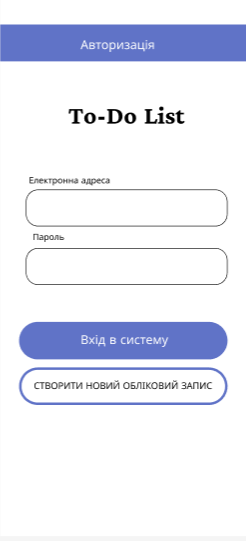 Авторизація
To-Do List
Електронна адреса
Пароль
Вхід в систему
СТВОРИТИ НОВИЙ ОБЛІКОВИЙ ЗАПИС